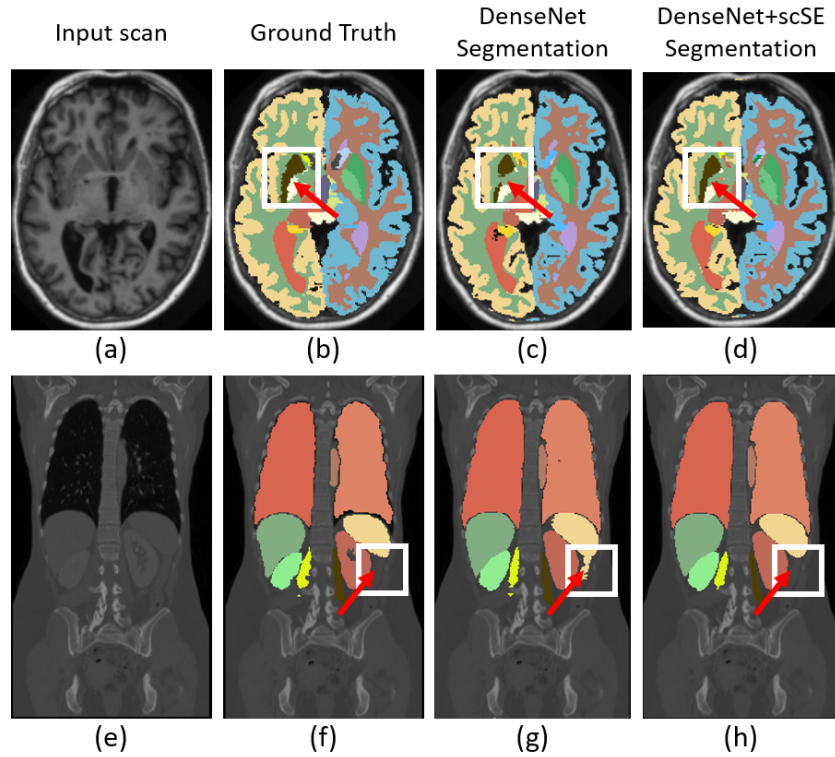 Input scan
Ground Truth
DenseNet
Segmentation
DenseNet+scSE
Segmentation
(a)
(b)
(c)
(d)
(e)
(f)
(g)
(h)